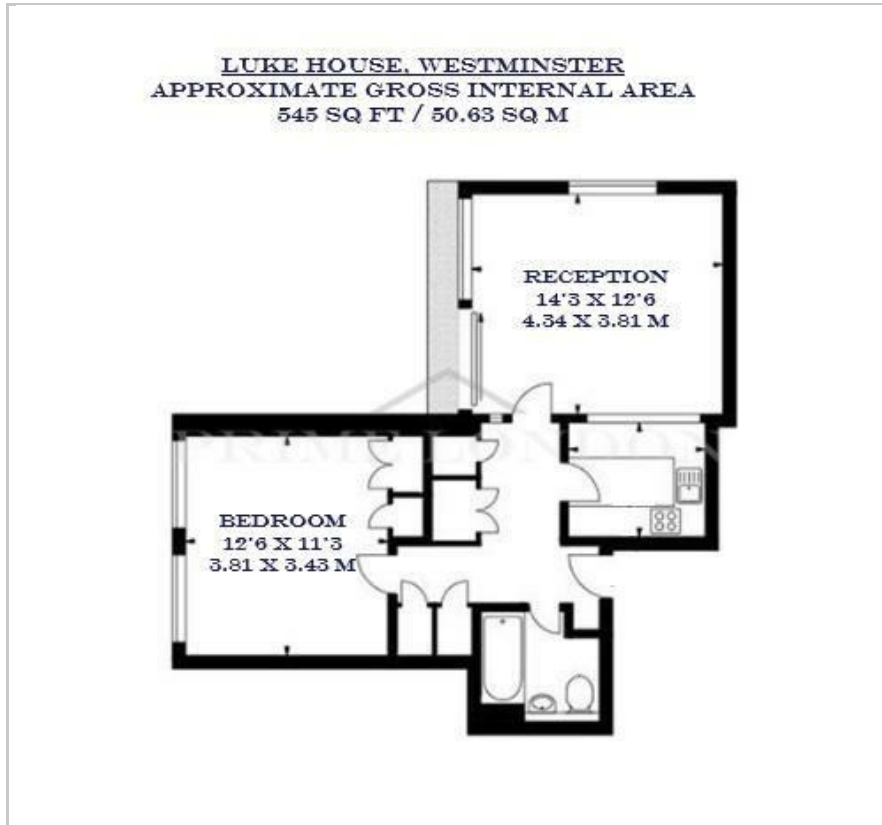 LUKE HOUSE, WESTMINSTER
APPROXIMATE GROSS INTERNAL AREA
545 SQ FT / 50.63 SQ M
RECEPTION
14'3 X 12'6
4.34 X 3.81 M
PRIME LONDON
BEDROOM
12'6 X 11'3
3.81 X 3.43 M